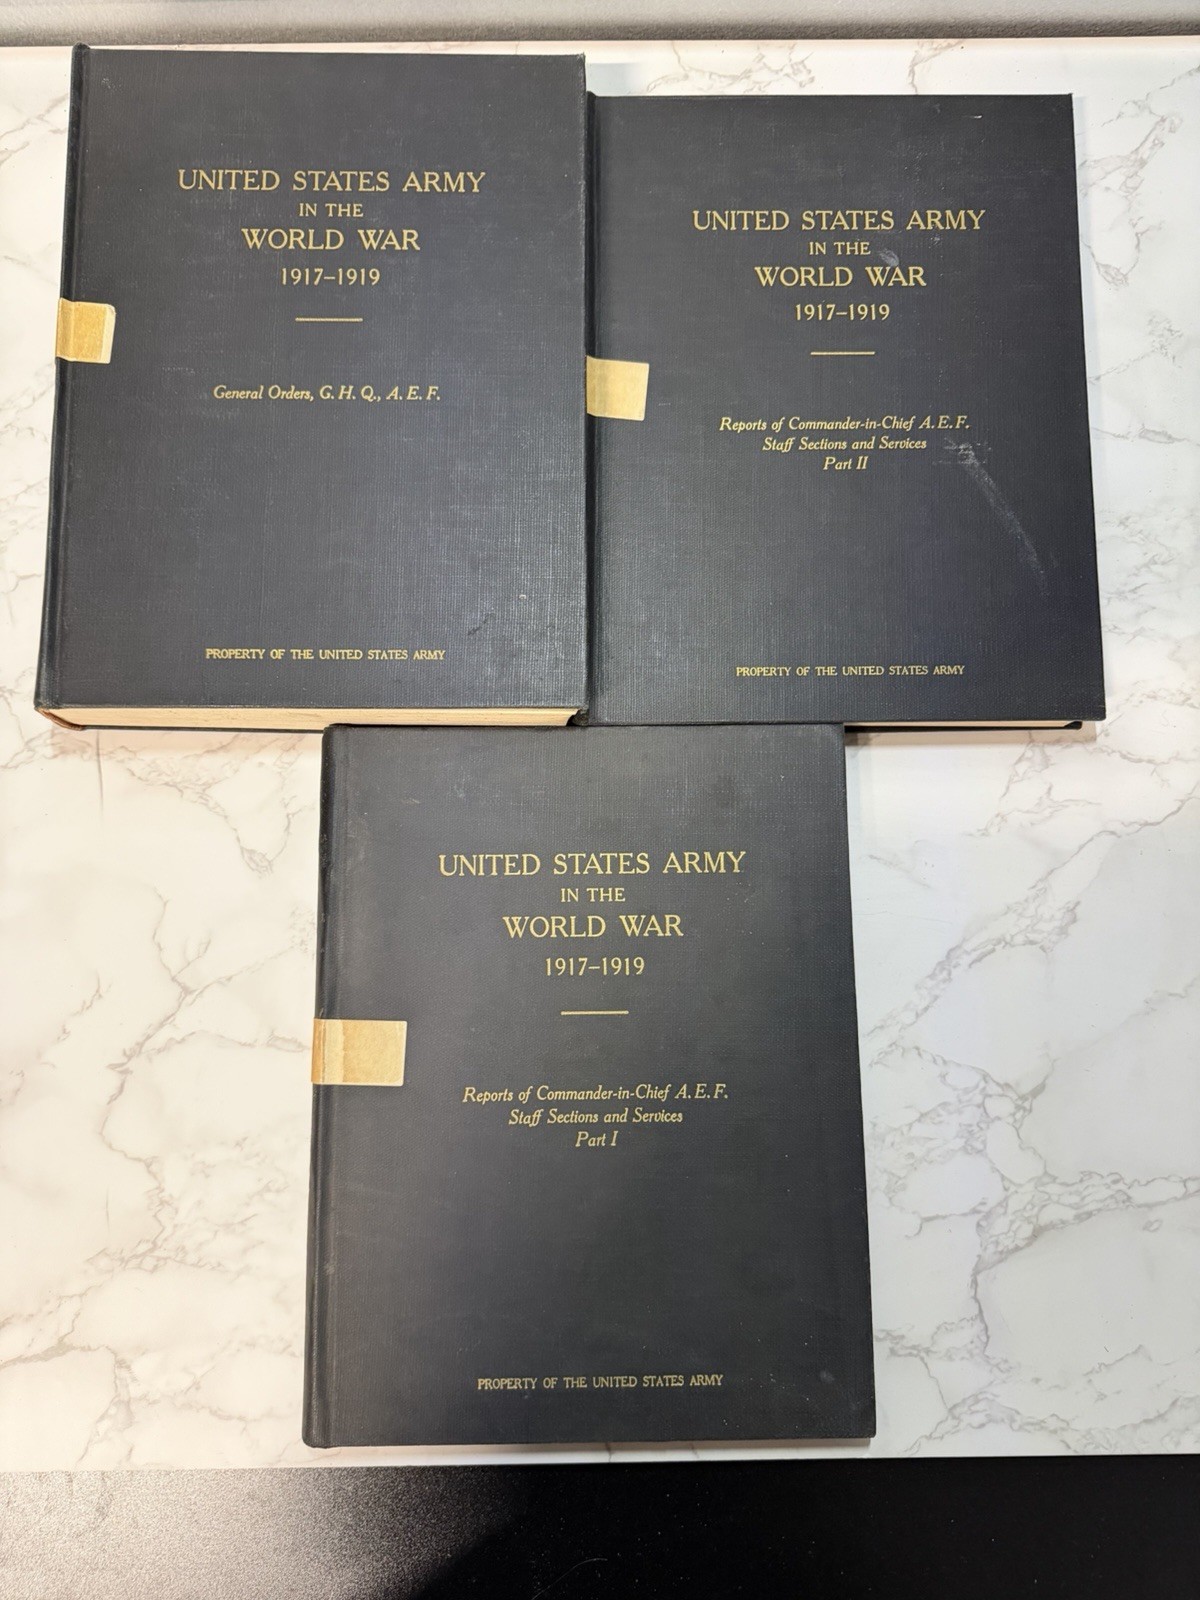 UNITED STATES ARMY
IN THE
WORLD WAR
1917–1919
General Orders, G. H. Q., A. E. F.
PROPERTY OF THE UNITED STATES ARMY
UNITED STATES ARMY
IN THE
WORLD WAR
1917–1919
Reports of Commander-in-Chief A. E. F.
Staff Sections and Services
Part II
PROPERTY OF THE UNITED STATES ARMY
UNITED STATES ARMY
IN THE
WORLD WAR
1917–1919
Reports of Commander-in-Chief A. E. F.
Staff Sections and Services
Part I
PROPERTY OF THE UNITED STATES ARMY